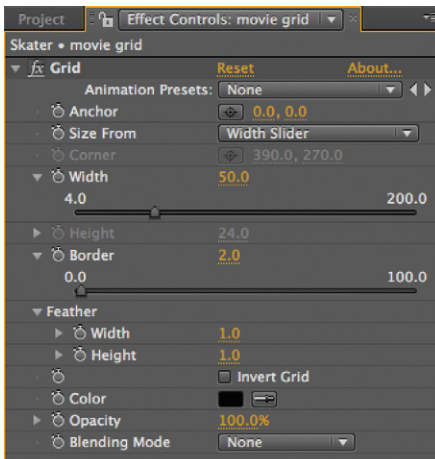 Project Effect Controls: movie grid
Skater • movie grid
fx Grid Reset About...
Animation Presets: None
Anchor 0.0, 0.0
Size From Width Slider
Corner 390.0, 270.0
Width 50.0
4.0 200.0
Height 24.0
Border 2.0
0.0 100.0
Feather
Width 1.0
Height 1.0
Invert Grid
Color
Opacity 100.0%
Blending Mode None